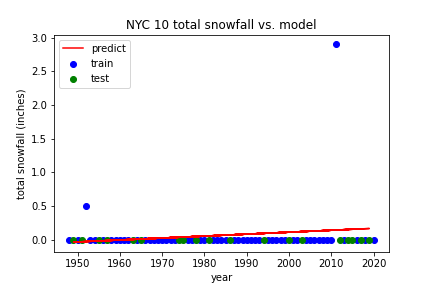 NYC 10 total snowfall vs. model
3.0
2.5
2.0
1.5
1.0
0.5
0.0
total snowfall (inches)
predict
train
test
1950 1960 1970 1980 1990 2000 2010 2020
year